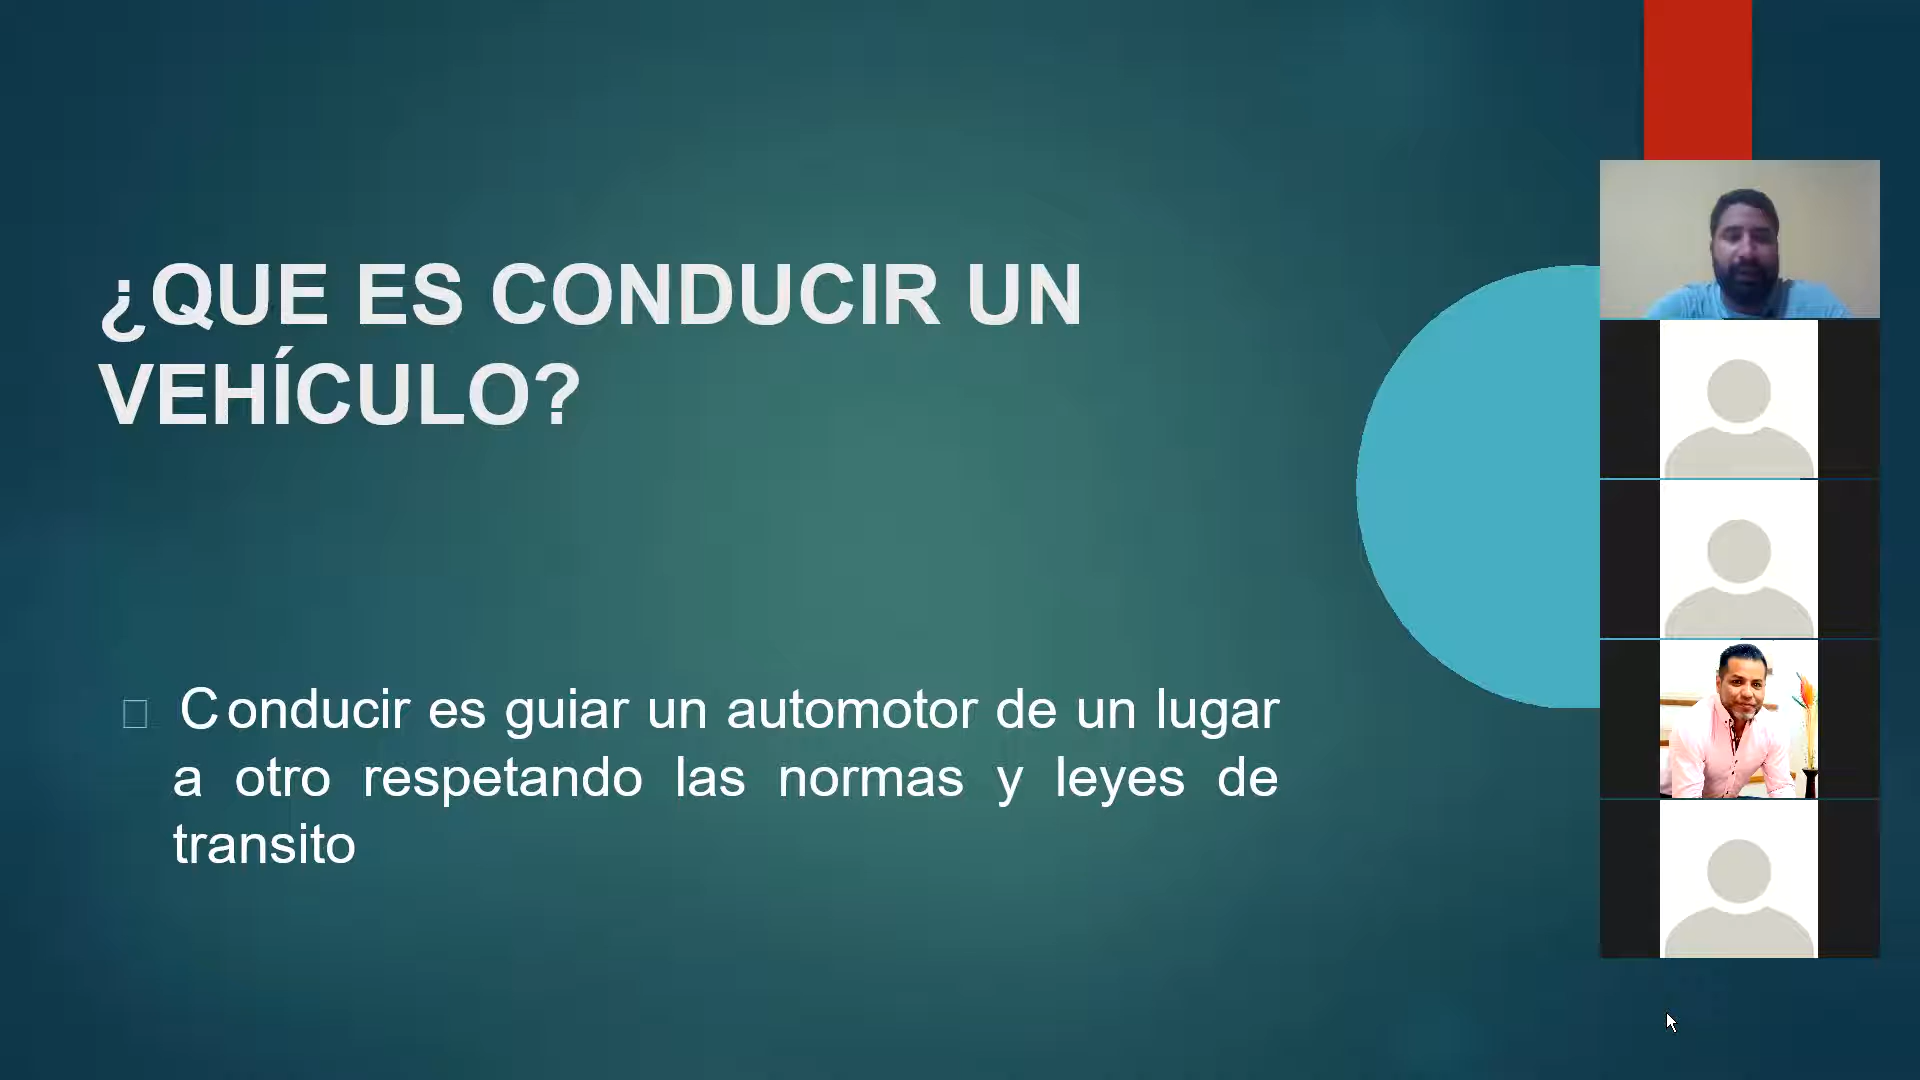 ¿QUE ES CONDUCIR UN
VEHÍCULO?
Conducir es guiar un automotor de un lugar
a otro respetando las normas y leyes de
transito